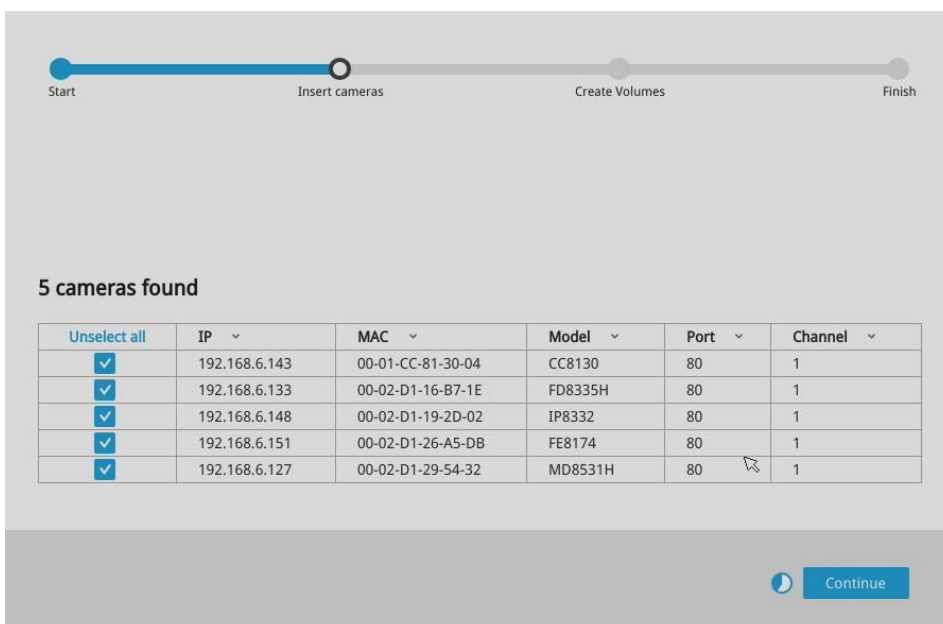 Start Insert cameras Create Volumes Finish
5 cameras found
Unselect all IP MAC Model Port Channel
192.168.6.143 00-01-CC-81-30-04 CC8130 80 1
192.168.6.133 00-02-D1-16-B7-1E FD8335H 80 1
192.168.6.148 00-02-D1-19-2D-02 IP8332 80 1
192.168.6.151 00-02-D1-26-A5-DB FE8174 80 1
192.168.6.127 00-02-D1-29-54-32 MD8531H 80 1
Continue